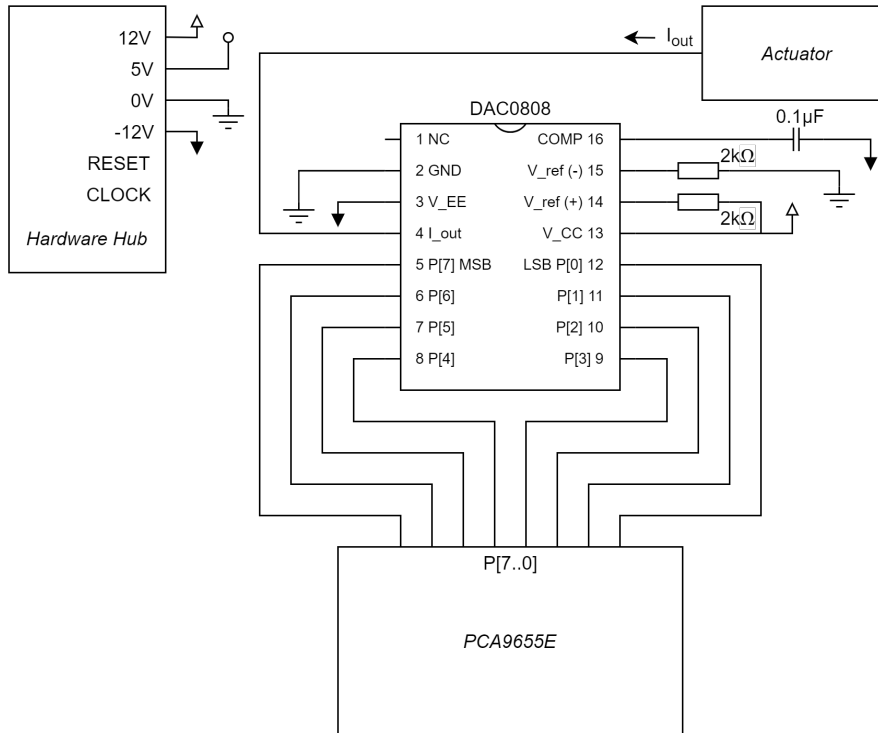 12V
5V
0V
-12V
RESET
CLOCK
Hardware Hub
I_out
Actuator
DAC0808
0.1µF
1 NC
COMP 16
2 GND
V_ref (-) 15
2kΩ
3 V_EE
V_ref (+) 14
2kΩ
4 I_out
V_CC 13
5 P[7] MSB
LSB P[0] 12
6 P[6]
P[1] 11
7 P[5]
P[2] 10
8 P[4]
P[3] 9
P[7..0]
PCA9655E